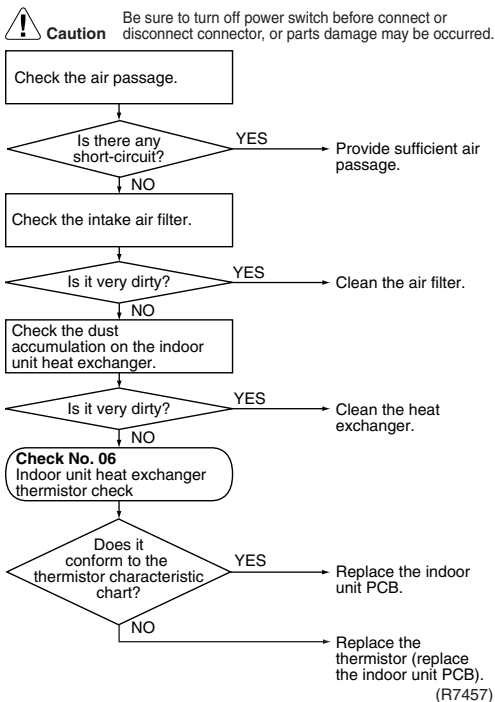 Caution
Be sure to turn off power switch before connect or
disconnect connector, or parts damage may be occurred.
Check the air passage.
Is there any
short-circuit?
YES
Provide sufficient air
passage.
NO
Check the intake air filter.
Is it very dirty?
YES
Clean the air filter.
NO
Check the dust
accumulation on the indoor
unit heat exchanger.
Is it very dirty?
YES
Clean the heat
exchanger.
NO
Check No. 06
Indoor unit heat exchanger
thermistor check
Does it
conform to the
thermistor characteristic
chart?
YES
Replace the indoor
unit PCB.
NO
Replace the
thermistor (replace
the indoor unit PCB).
(R7457)